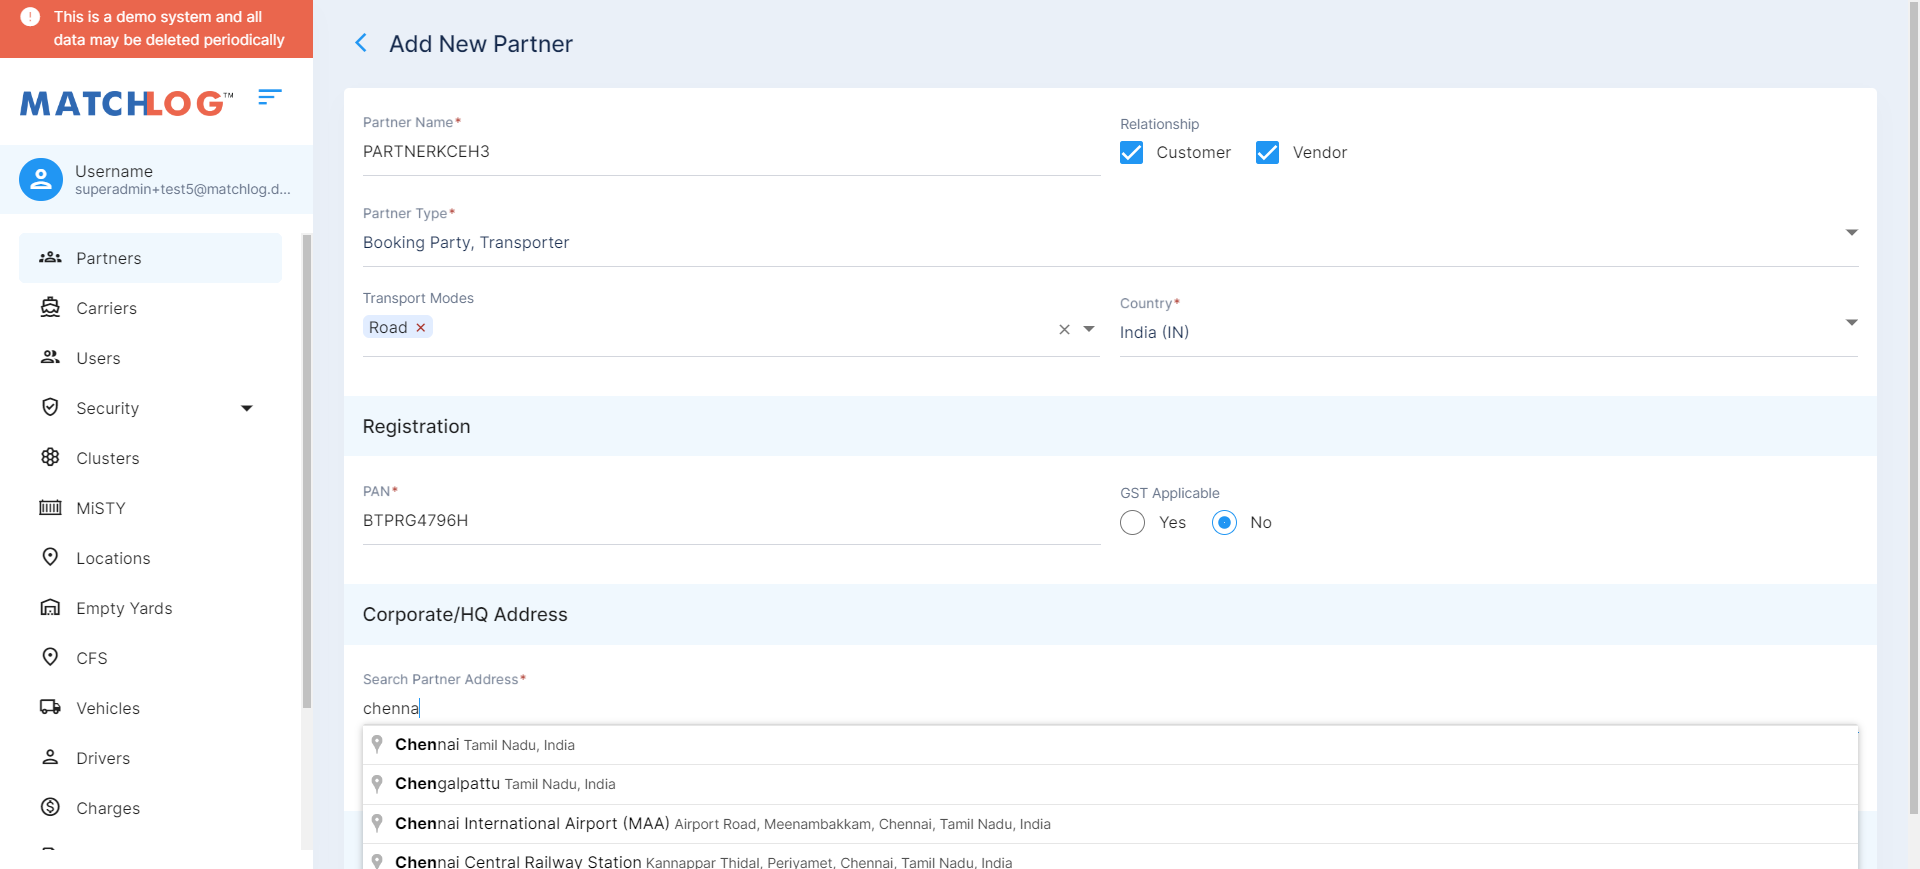 This is a demo system and all
data may be deleted periodically
MATCHLOG™
Username
superadmin+test5@matchlog.d...
Partners
Carriers
Users
Security
Clusters
MiSTY
Locations
Empty Yards
CFS
Vehicles
Drivers
Charges
Add New Partner
Partner Name*
PARTNERKCEH3
Relationship
Customer
Vendor
Partner Type*
Booking Party, Transporter
Transport Modes
Road
Country*
India (IN)
Registration
PAN*
BTPRG4796H
GST Applicable
Yes
No
Corporate/HQ Address
Search Partner Address*
chenna
Chennai Tamil Nadu, India
Chengalpattu Tamil Nadu, India
Chennai International Airport (MAA) Airport Road, Meenambakkam, Chennai, Tamil Nadu, India
Chennai Central Railway Station Kannappar Thidal, Periyamet, Chennai, Tamil Nadu, India